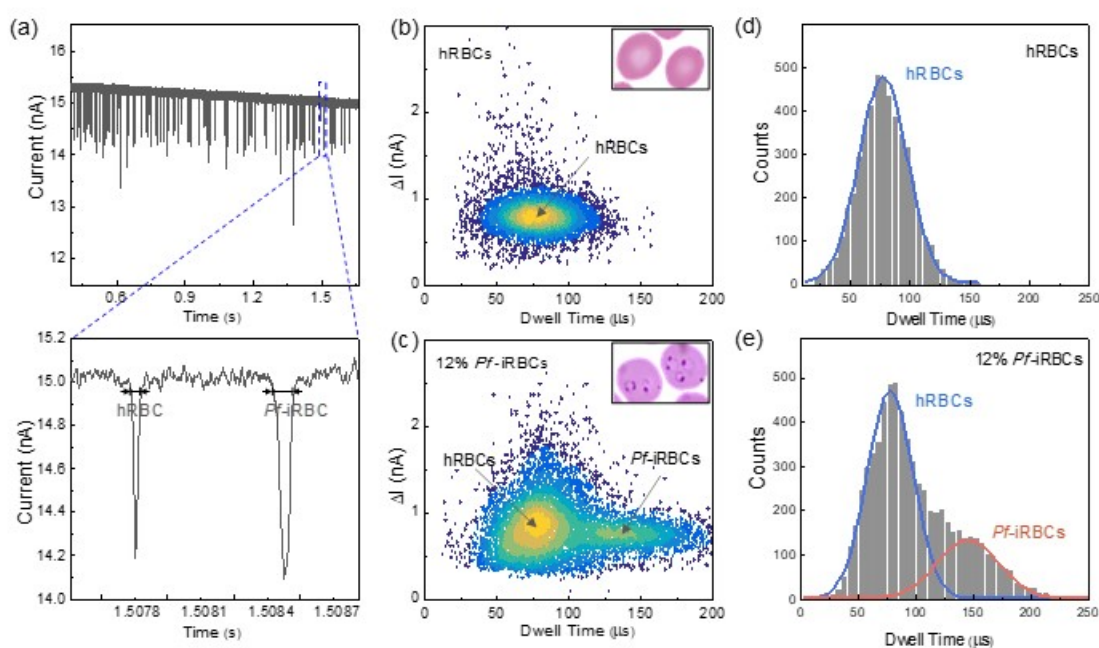 (a)
16
15
14
13
12
Current (nA)
0.6 0.9 1.2 1.5
Time (s)
15.2
15.0
14.8
14.6
14.4
14.2
14.0
Current (nA)
hRBC
Pf-iRBC
1.5078 1.5081 1.5084 1.5087
Time (s)
(b)
hRBCs
hRBCs
3
2
1
0
ΔI (nA)
0 50 100 150 200
Dwell Time (μs)
(c)
12% Pf-iRBCs
hRBCs
Pf-iRBCs
3
2
1
0
ΔI (nA)
0 50 100 150 200
Dwell Time (μs)
(d)
hRBCs
hRBCs
500
400
300
200
100
0
Counts
50 100 150 200 250
Dwell Time (μs)
(e)
12% Pf-iRBCs
hRBCs
Pf-iRBCs
500
400
300
200
100
0
Counts
0 50 100 150 200 250
Dwell Time (μs)